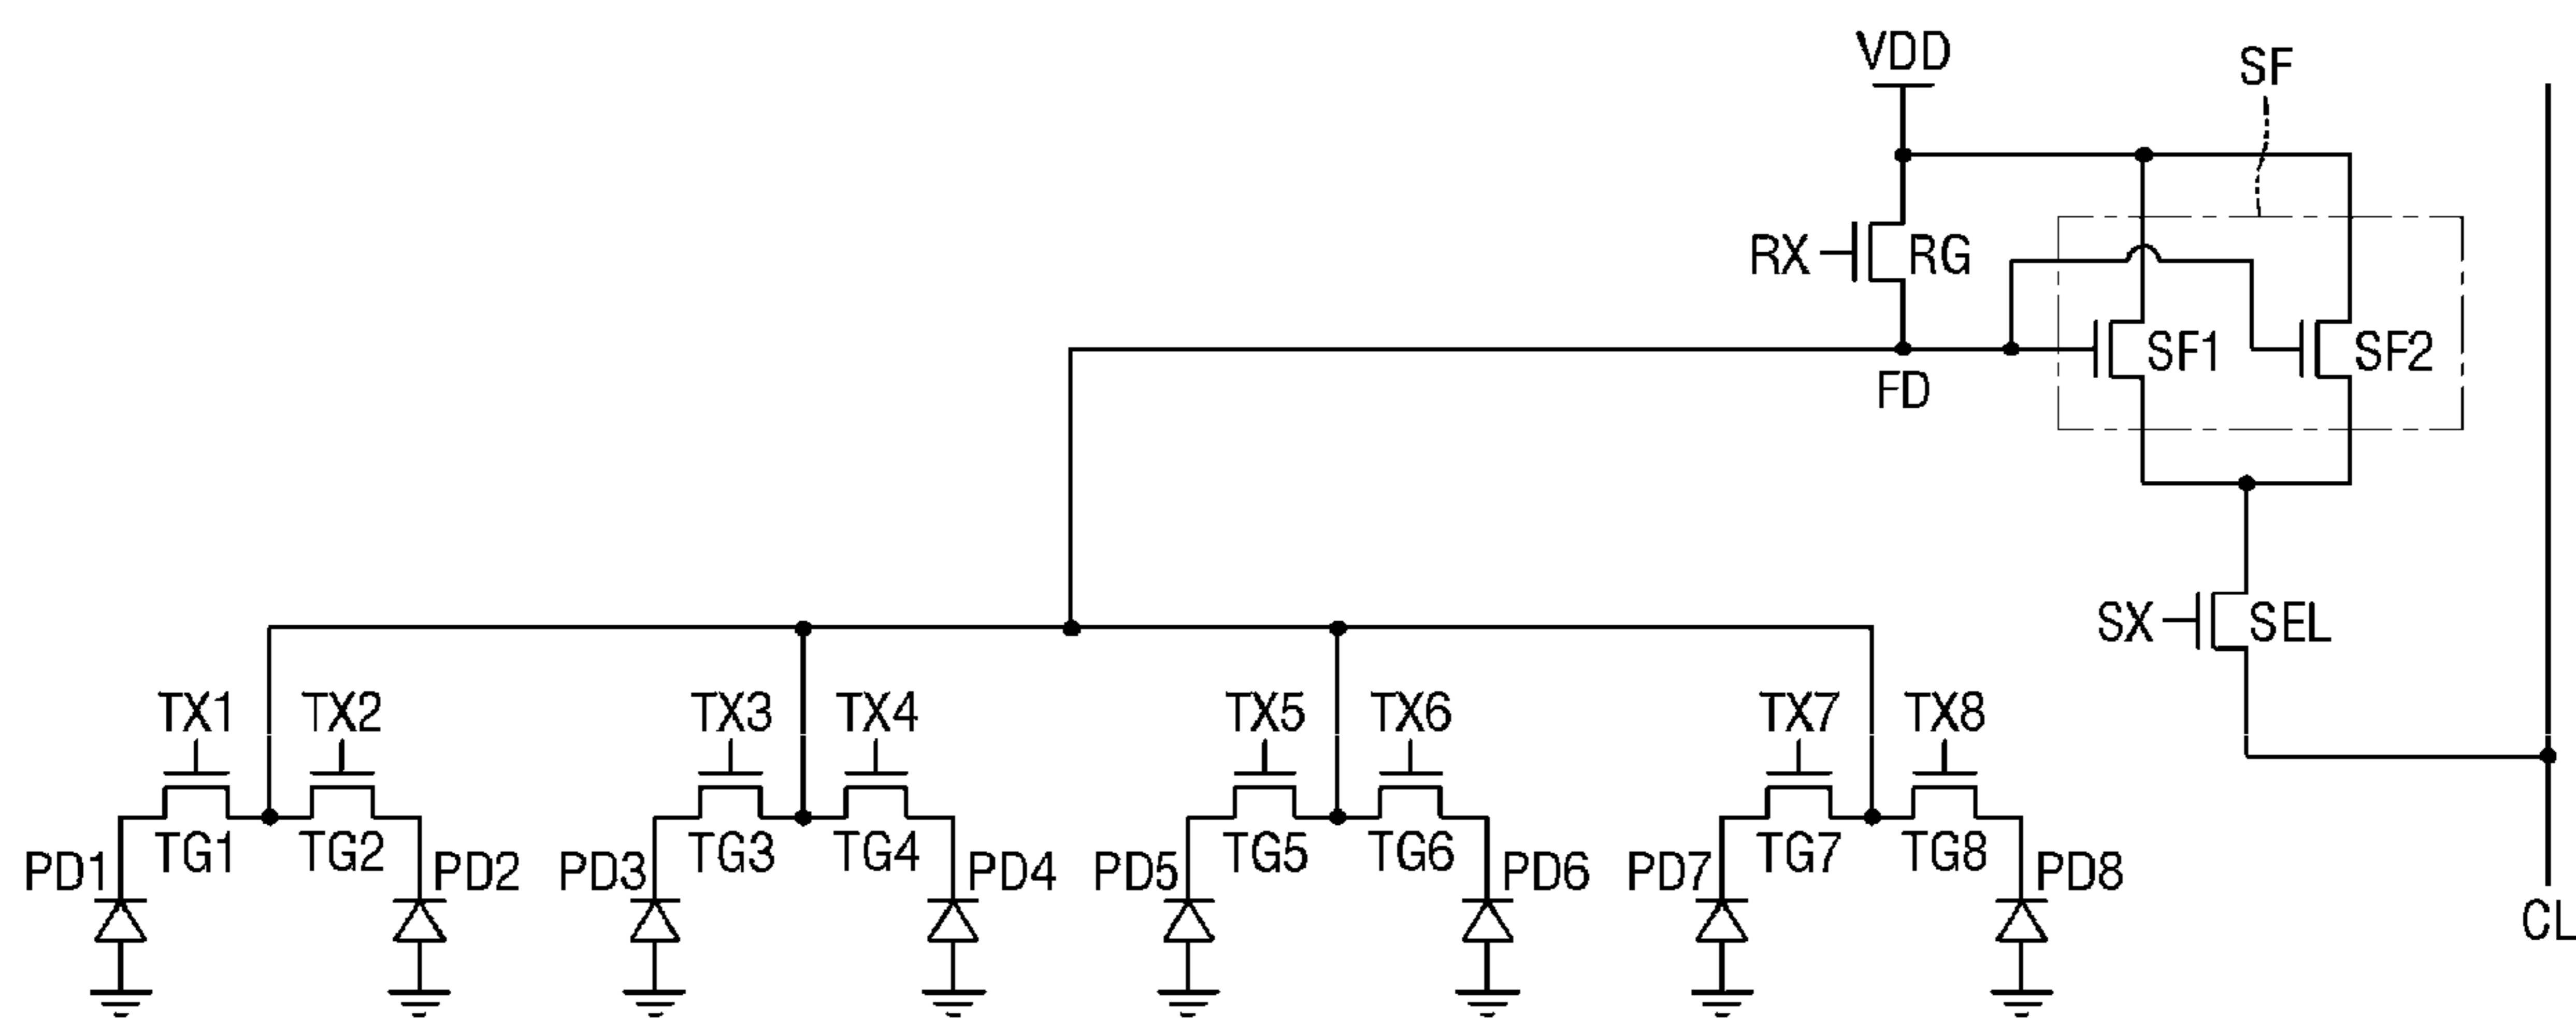 VDD
SF
RX
RG
SF1
SF2
FD
SX
SEL
TX1
TX2
TX3
TX4
TX5
TX6
TX7
TX8
TG1
TG2
TG3
TG4
TG5
TG6
TG7
TG8
PD1
PD2
PD3
PD4
PD5
PD6
PD7
PD8
CL